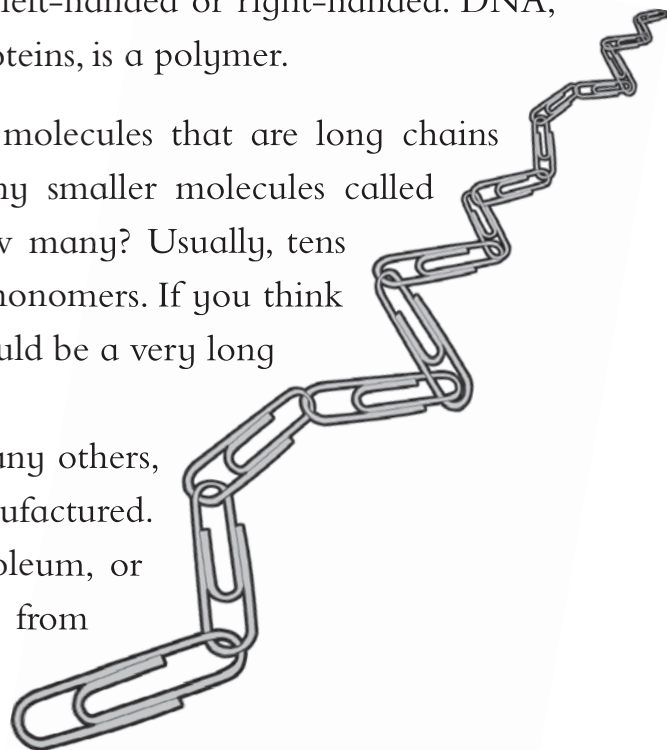 left-handed or right-handed. DNA,
oteins, is a polymer.
molecules that are long chains
ny smaller molecules called
w many? Usually, tens
nonomers. If you think
uld be a very long
any others,
ufactured.
oleum, or
from